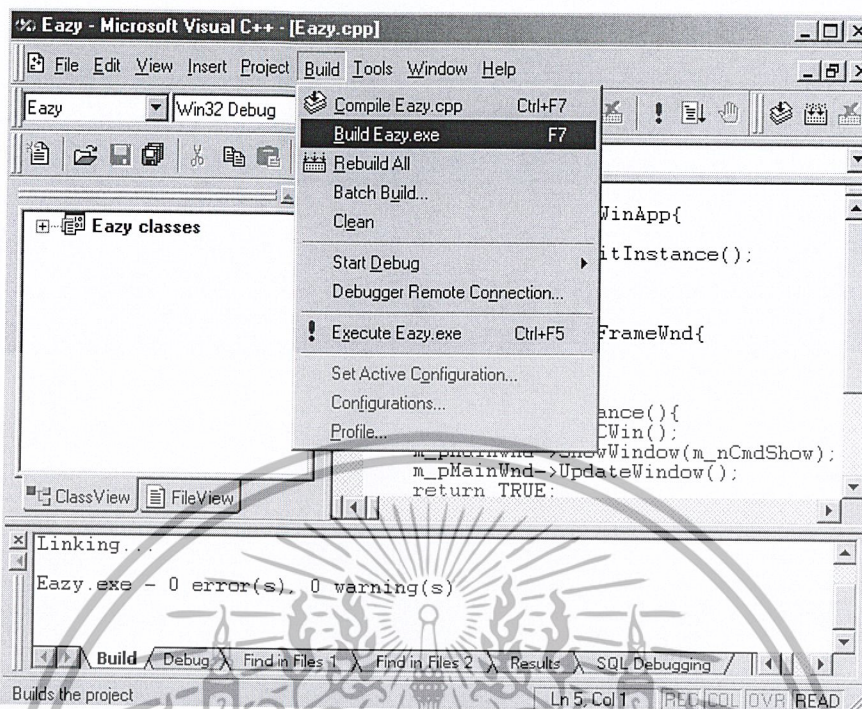 Eazy - Microsoft Visual C++ - [Eazy.cpp]
File Edit View Insert Project Build Tools Window Help
Eazy
Win32 Debug
Compile Eazy.cpp Ctrl+F7
Build Eazy.exe F7
Rebuild All
Batch Build...
Clean
Start Debug
Debugger Remote Connection...
Execute Eazy.exe Ctrl+F5
Set Active Configuration...
Configurations...
Profile...
Eazy classes
WinApp{
itInstance();
FrameWnd{
ance(){
CWin();
m_pMainWnd->ShowWindow(m_nCmdShow);
m_pMainWnd->UpdateWindow();
return TRUE;
ClassView FileView
Linking...
Eazy.exe - 0 error(s), 0 warning(s)
Build Debug Find in Files 1 Find in Files 2 Results SQL Debugging
Builds the project
Ln 5, Col 1 REC COL OVR READ